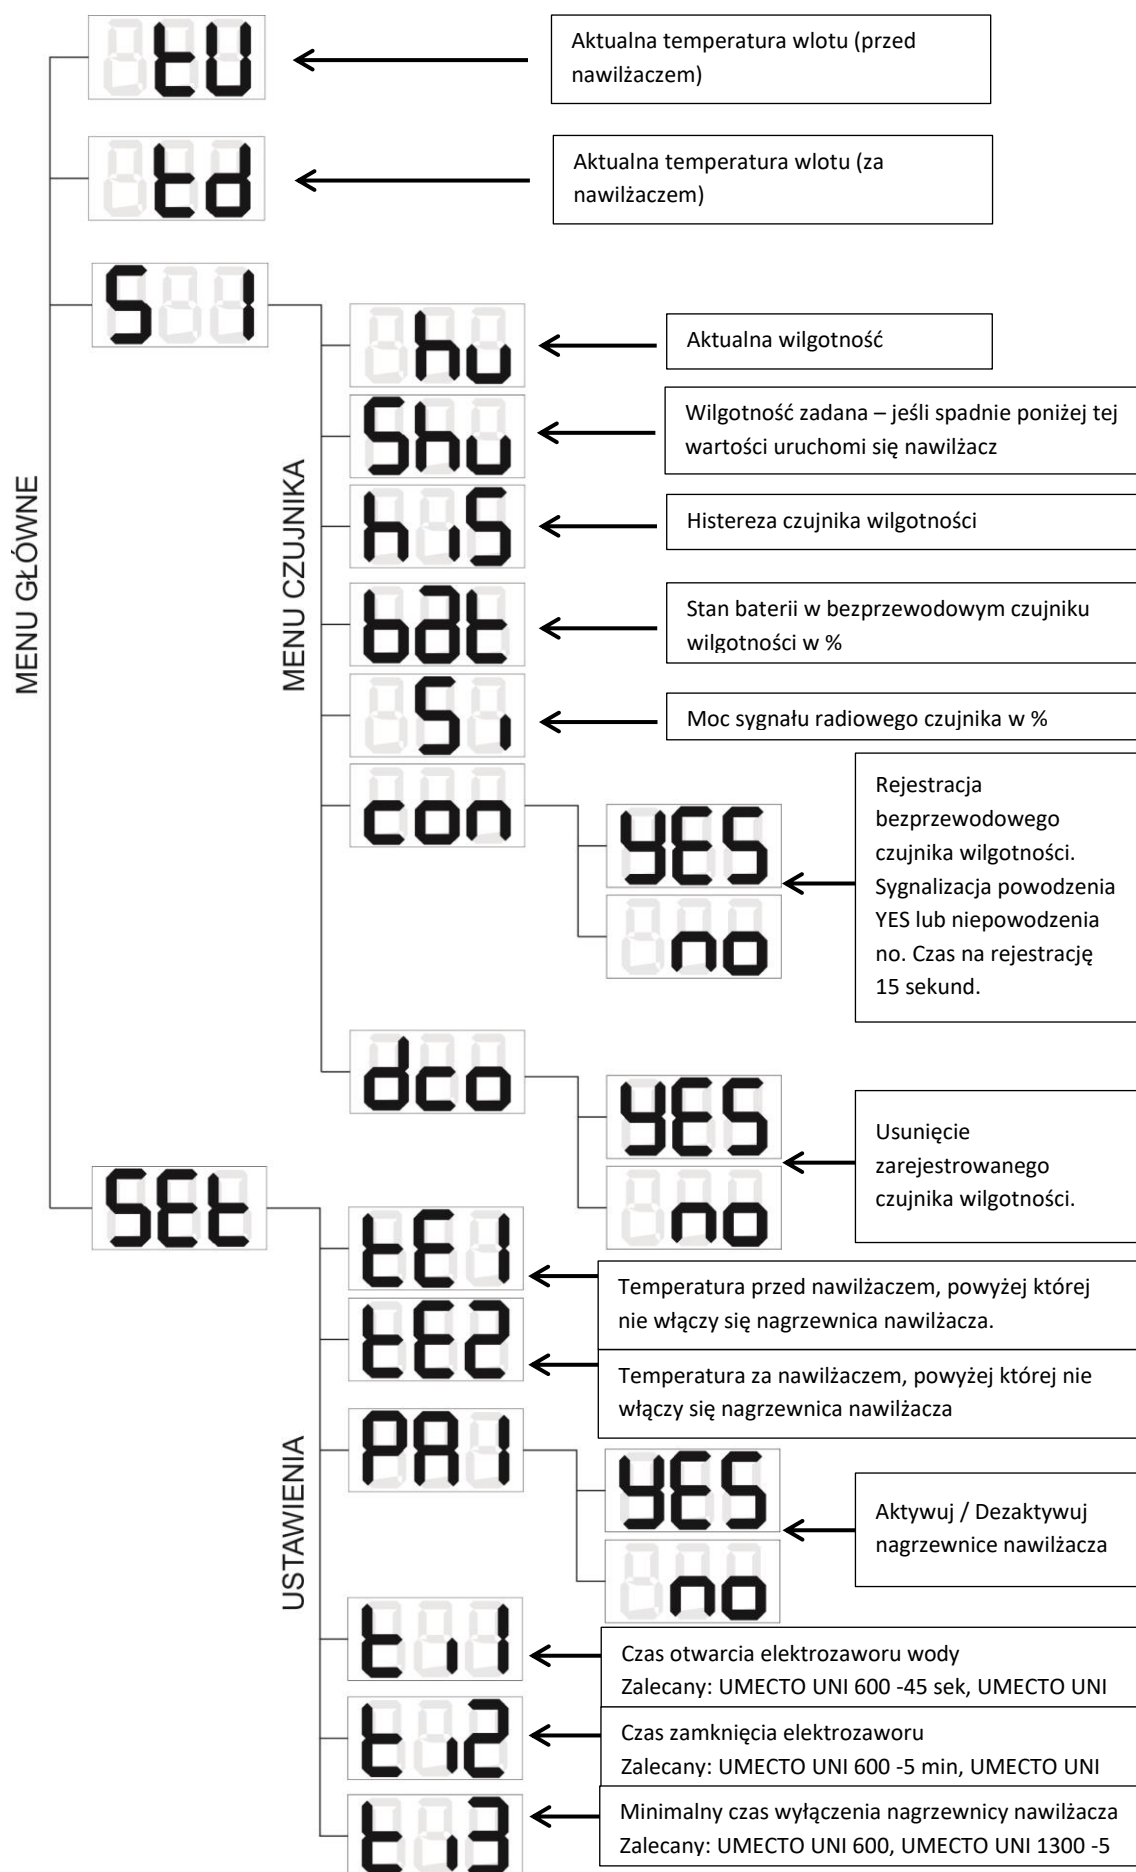 tU
Aktualna temperatura wlotu (przed
nawilżaczem)
td
Aktualna temperatura wlotu (za
nawilżaczem)
S 1
MENU GŁÓWNE
MENU CZUJNIKA
hu
Aktualna wilgotność
Shu
Wilgotność zadana – jeśli spadnie poniżej tej
wartości uruchomi się nawilżacz
hiS
Histereza czujnika wilgotności
bat
Stan baterii w bezprzewodowym czujniku
wilgotności w %
Si
Moc sygnału radiowego czujnika w %
con
YES
no
Rejestracja
bezprzewodowego
czujnika wilgotności.
Sygnalizacja powodzenia
YES lub niepowodzenia
no. Czas na rejestrację
15 sekund.
dco
YES
no
Usunięcie
zarejestrowanego
czujnika wilgotności.
SEt
USTAWIENIA
tE1
Temperatura przed nawilżaczem, powyżej której
nie włączy się nagrzewnica nawilżacza.
tE2
Temperatura za nawilżaczem, powyżej której nie
włączy się nagrzewnica nawilżacza
PA1
YES
no
Aktywuj / Dezaktywuj
nagrzewnice nawilżacza
ti1
Czas otwarcia elektrozaworu wody
Zalecany: UMECTO UNI 600 -45 sek, UMECTO UNI
ti2
Czas zamknięcia elektrozaworu
Zalecany: UMECTO UNI 600 -5 min, UMECTO UNI
ti3
Minimalny czas wyłączenia nagrzewnicy nawilżacza
Zalecany: UMECTO UNI 600, UMECTO UNI 1300 -5